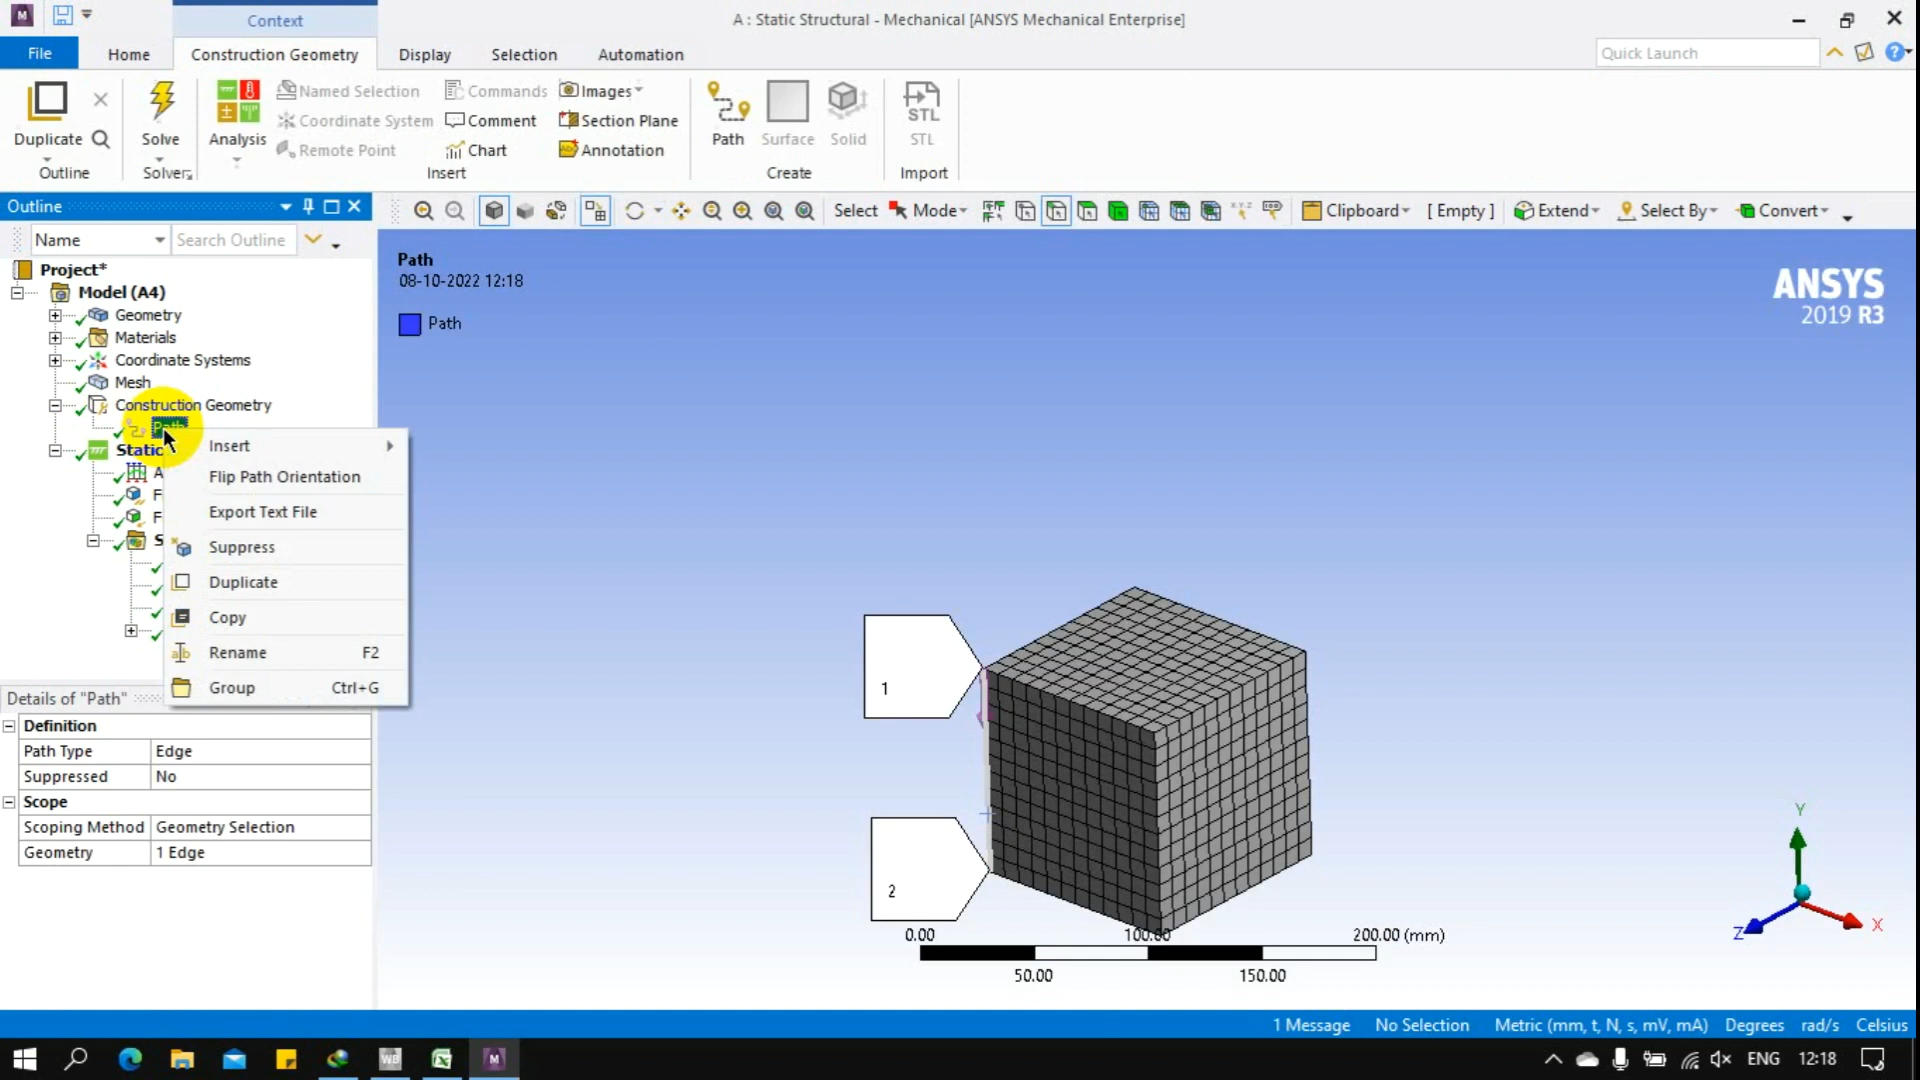 Context
A : Static Structural - Mechanical [ANSYS Mechanical Enterprise]
File
Home
Construction Geometry
Display
Selection
Automation
Quick Launch
Duplicate
Outline
Solve
Solver
Analysis
Named Selection
Coordinate System
Remote Point
Commands
Comment
Chart
Images
Section Plane
Annotation
Insert
Path
Surface
Solid
Create
STL
STL
Import
Outline
Select
Mode
Clipboard
[ Empty ]
Extend
Select By
Convert
Name
Search Outline
Project*
Model (A4)
Geometry
Materials
Coordinate Systems
Mesh
Construction Geometry
Path
Static
A
F
F
S
Insert
Flip Path Orientation
Export Text File
Suppress
Duplicate
Copy
Rename F2
Group Ctrl+G
Details of "Path"
Definition
Path Type Edge
Suppressed No
Scope
Scoping Method Geometry Selection
Geometry 1 Edge
Path
08-10-2022 12:18
Path
ANSYS
2019 R3
1
2
0.00 100.00 200.00 (mm)
50.00 150.00
Y
Z
X
1 Message No Selection Metric (mm, t, N, s, mV, mA) Degrees rad/s Celsius
WB
M
ENG 12:18